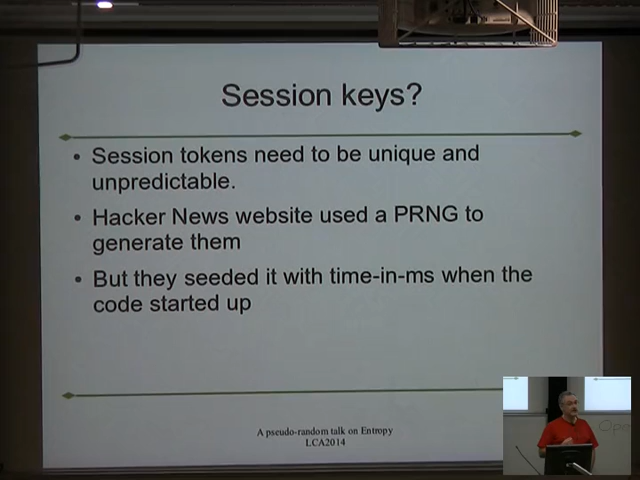 Session keys?
• Session tokens need to be unique and
unpredictable.
• Hacker News website used a PRNG to
generate them
• But they seeded it with time-in-ms when the
code started up
A pseudo-random talk on Entropy
LCA2014